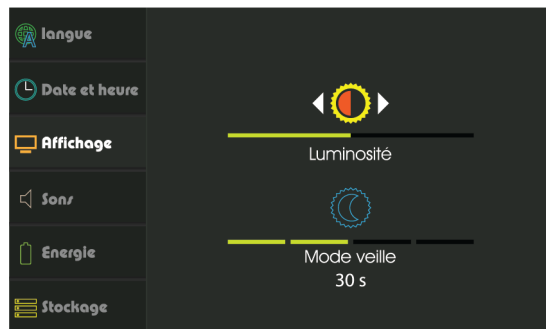 langue
Date et heure
Affichage
Sons
Energie
Stockage
Luminosité
Mode veille
30 s